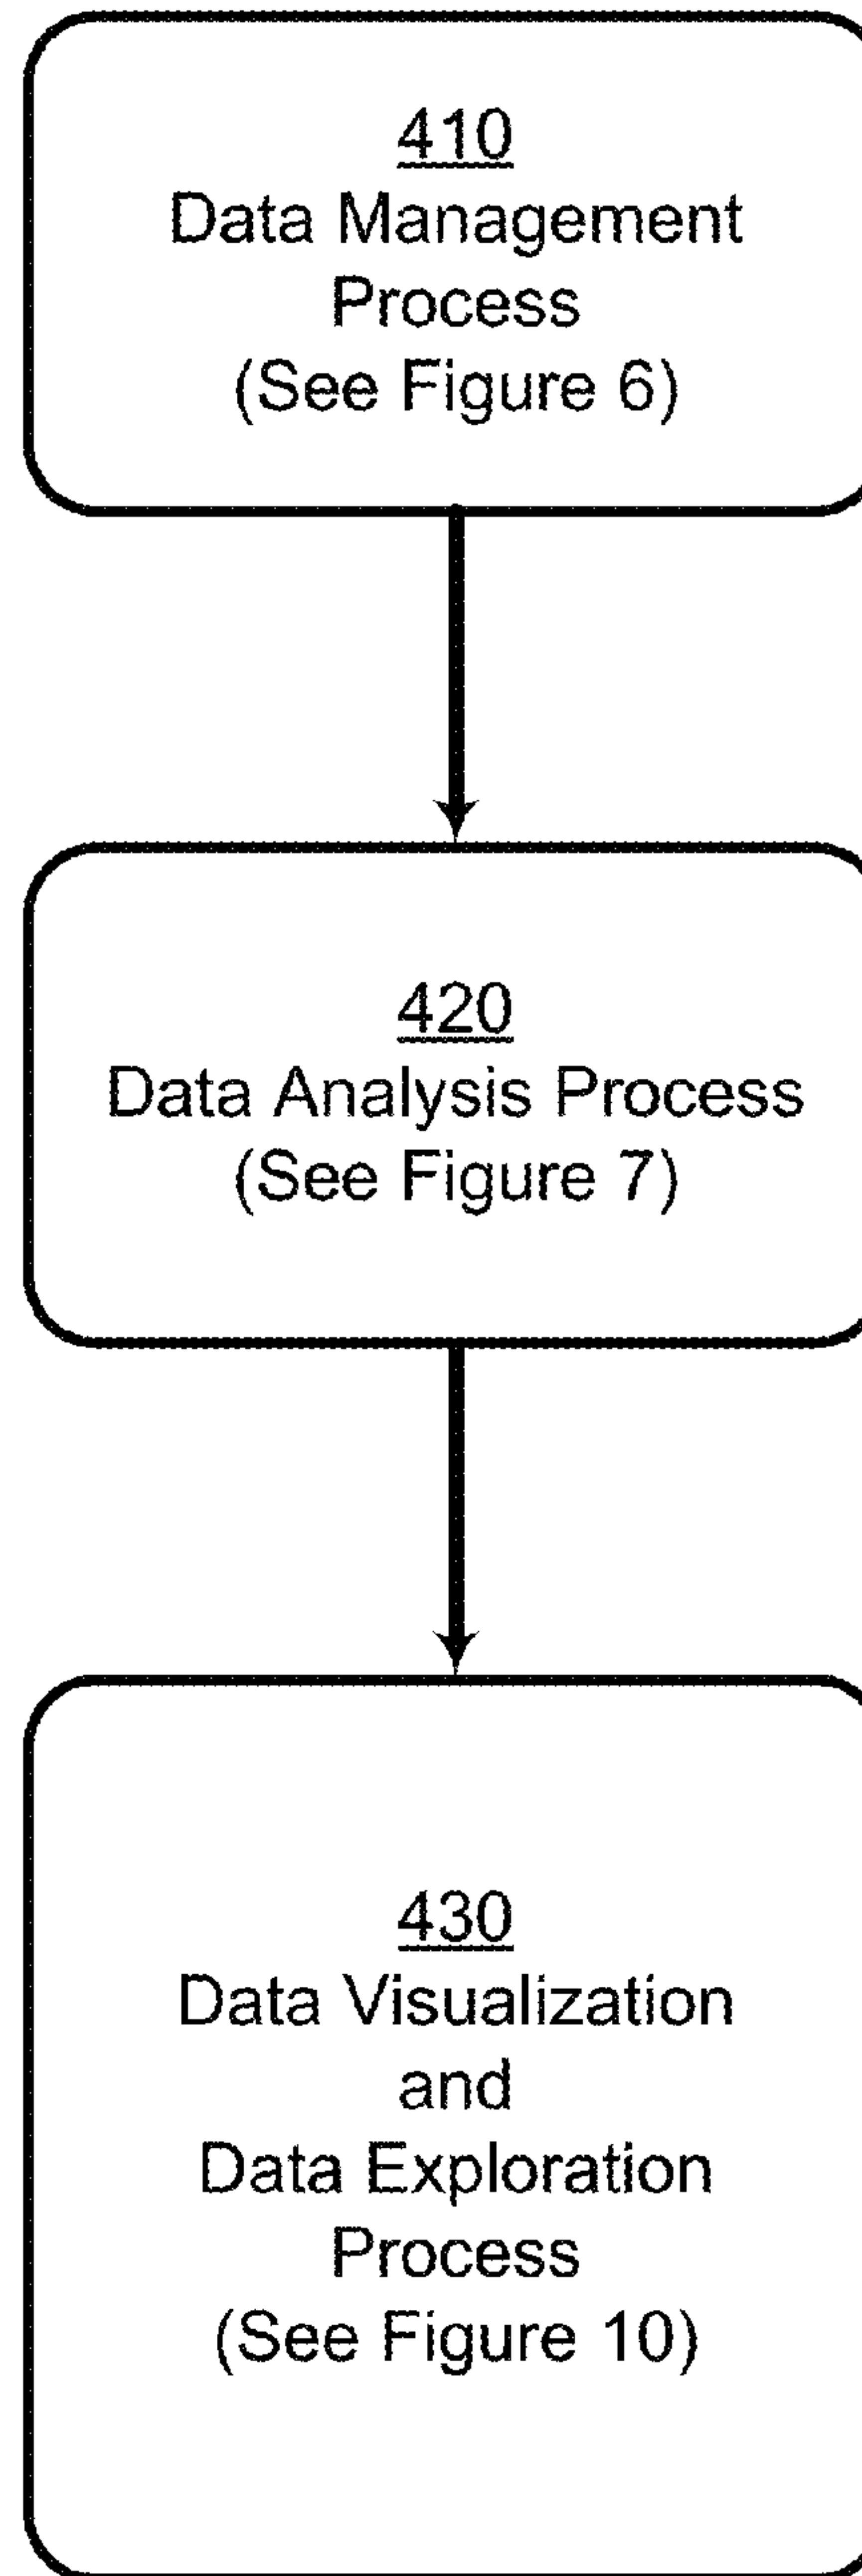 410
Data Management
Process
(See Figure 6)
420
Data Analysis Process
(See Figure 7)
430
Data Visualization
and
Data Exploration
Process
(See Figure 10)